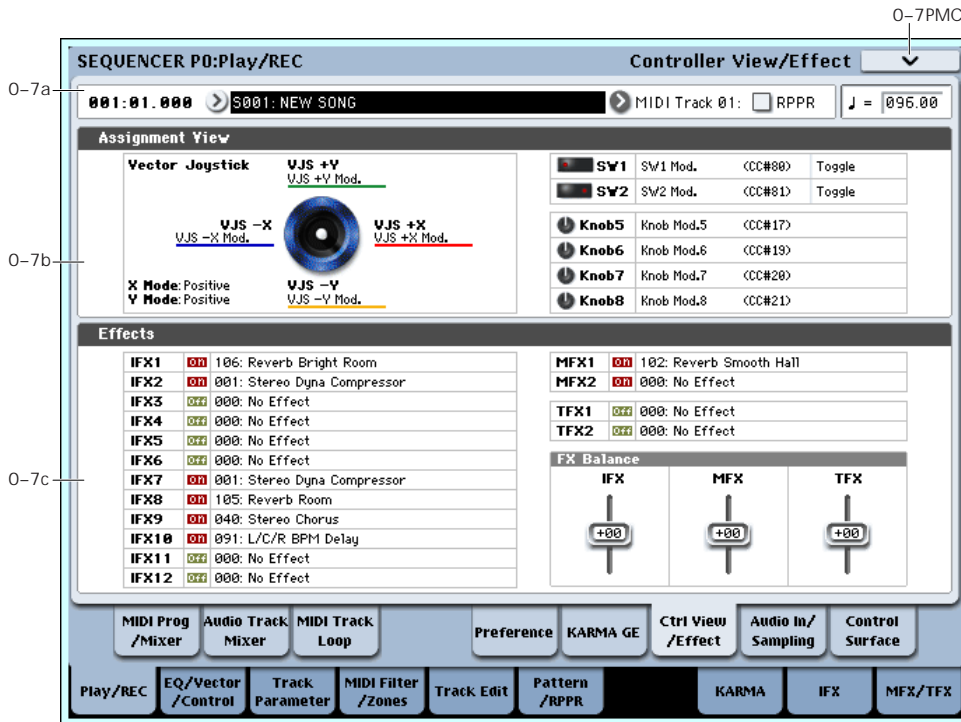 0–7PMC
SEQUENCER P0:Play/REC
Controller View/Effect
0–7a
001:01.000
S001: NEW SONG
MIDI Track 01:
RPPR
♩ = 096.00
Assignment View
Vector Joystick
VJS +Y
VJS +Y Mod.
VJS –X
VJS –X Mod.
VJS +X
VJS +X Mod.
X Mode: Positive
Y Mode: Positive
VJS –Y
VJS –Y Mod.
SW1 SW1 Mod. (CC#80) Toggle
SW2 SW2 Mod. (CC#81) Toggle
Knob5 Knob Mod.5 (CC#17)
Knob6 Knob Mod.6 (CC#19)
Knob7 Knob Mod.7 (CC#20)
Knob8 Knob Mod.8 (CC#21)
0–7b
Effects
IFX1 On 106: Reverb Bright Room
IFX2 On 001: Stereo Dyna Compressor
IFX3 Off 000: No Effect
IFX4 Off 000: No Effect
IFX5 Off 000: No Effect
IFX6 Off 000: No Effect
IFX7 On 001: Stereo Dyna Compressor
IFX8 On 105: Reverb Room
IFX9 On 040: Stereo Chorus
IFX10 On 091: L/C/R BPM Delay
IFX11 Off 000: No Effect
IFX12 Off 000: No Effect
0–7c
MFX1 On 102: Reverb Smooth Hall
MFX2 On 000: No Effect
TFX1 Off 000: No Effect
TFX2 Off 000: No Effect
FX Balance
IFX MFX TFX
+00 +00 +00
MIDI Prog
/Mixer
Audio Track
Mixer
MIDI Track
Loop
Preference
KARMA GE
Ctrl View
/Effect
Audio In/
Sampling
Control
Surface
Play/REC
EQ/Vector
/Control
Track
Parameter
MIDI Filter
/Zones
Track Edit
Pattern
/RPPR
KARMA
IFX
MFX/TFX